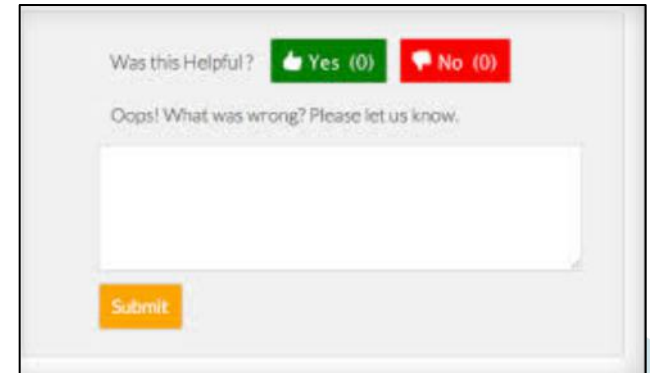 Was this Helpful ? Yes (0) No (0)
Oops! What was wrong? Please let us know.
Submit